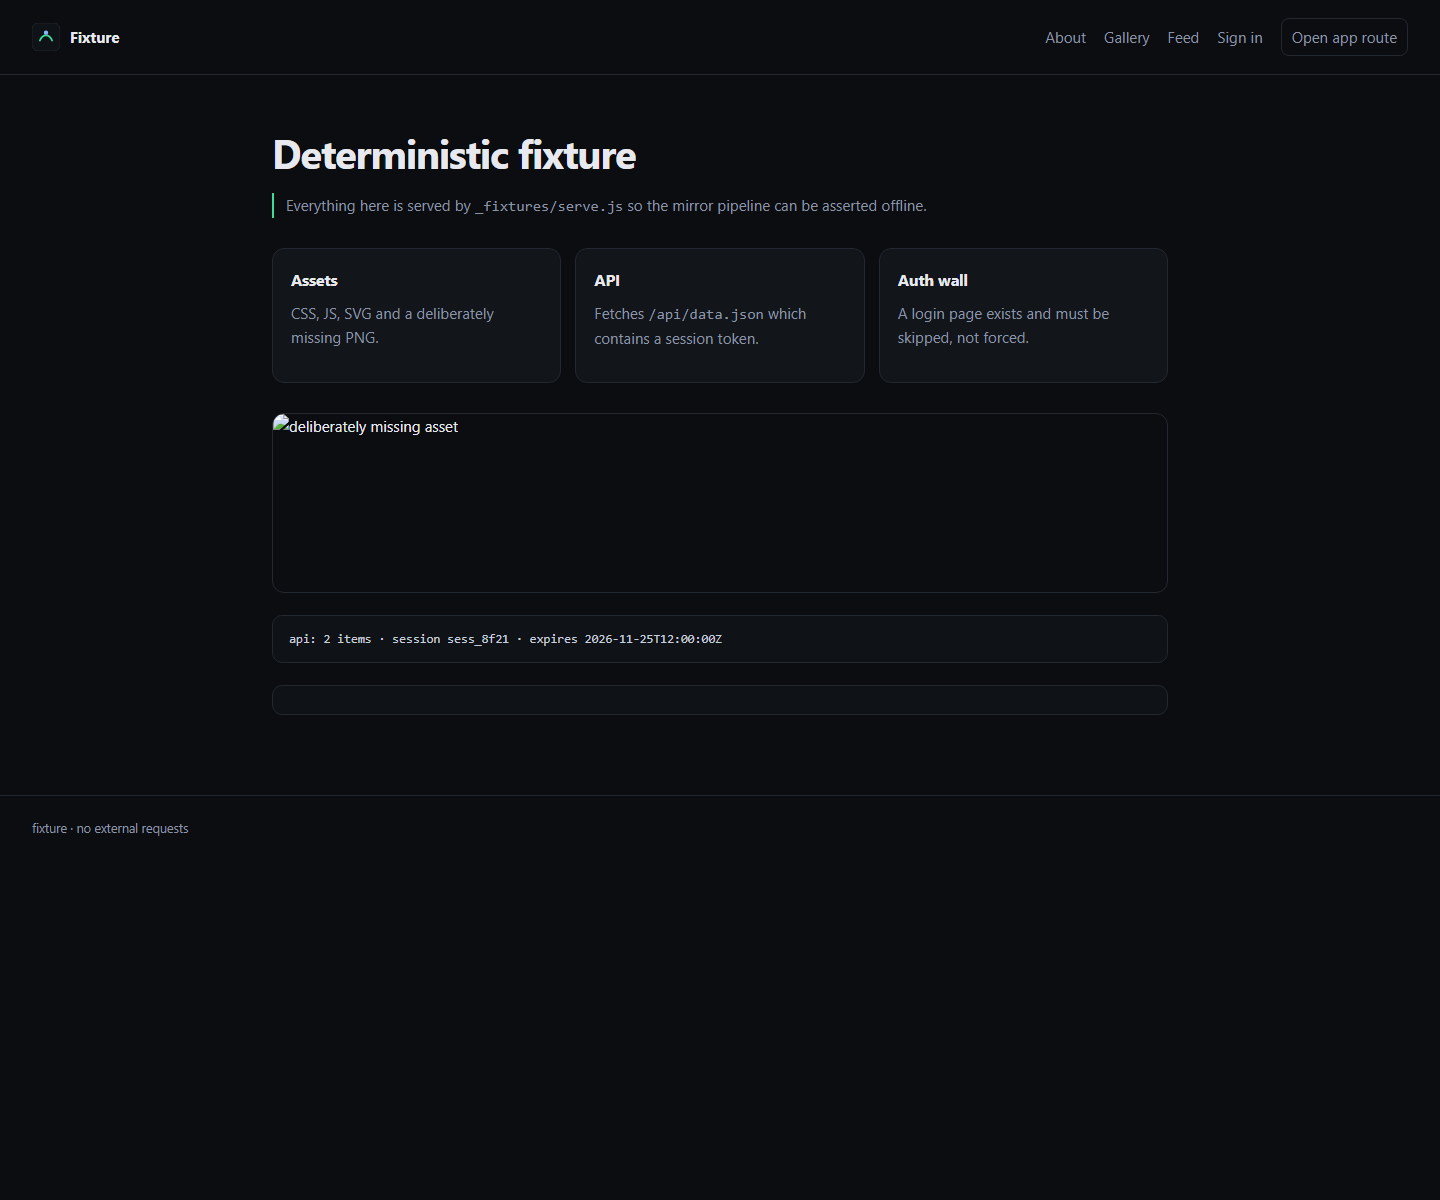 Fixture
About
Gallery
Feed
Sign in
Open app route
Deterministic fixture
Everything here is served by _fixtures/serve.js so the mirror pipeline can be asserted offline.
Assets
CSS, JS, SVG and a deliberately
missing PNG.
API
Fetches /api/data.json which
contains a session token.
Auth wall
A login page exists and must be
skipped, not forced.
deliberately missing asset
api: 2 items · session sess_8f21 · expires 2026-11-25T12:00:00Z
fixture · no external requests